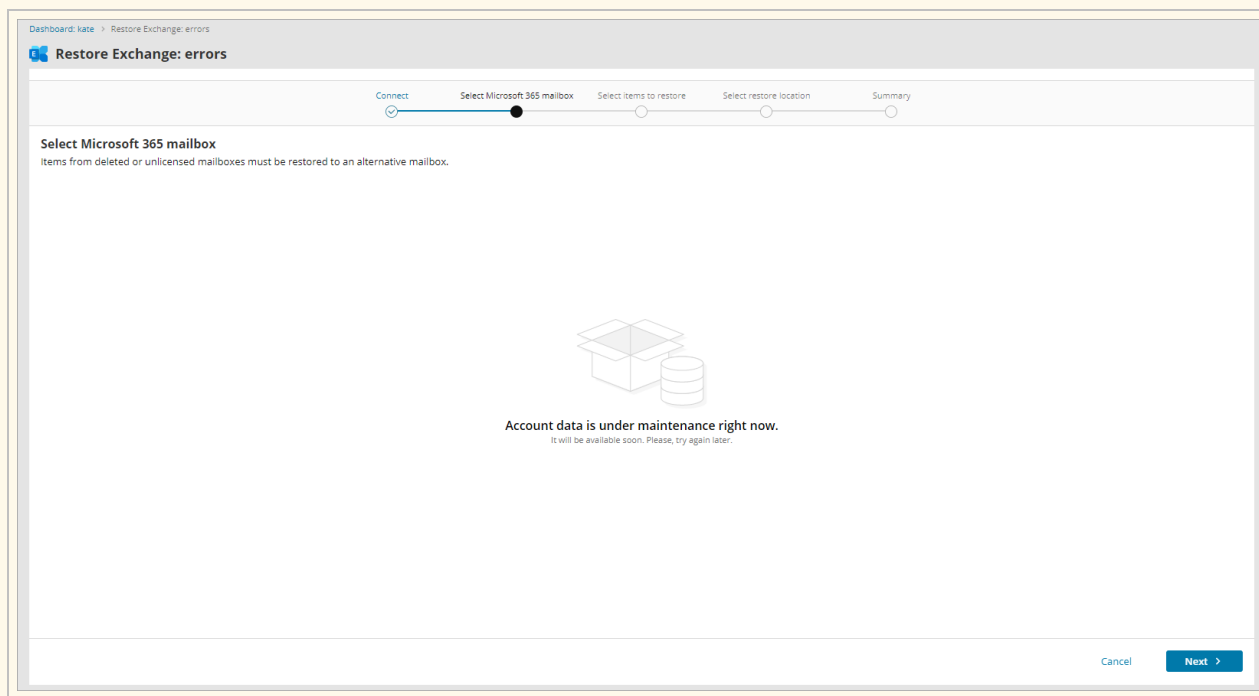 Dashboard: kate > Restore Exchange: errors
E Restore Exchange: errors
Connect Select Microsoft 365 mailbox Select items to restore Select restore location Summary
Select Microsoft 365 mailbox
Items from deleted or unlicensed mailboxes must be restored to an alternative mailbox.
Account data is under maintenance right now.
It will be available soon. Please, try again later.
Cancel Next >